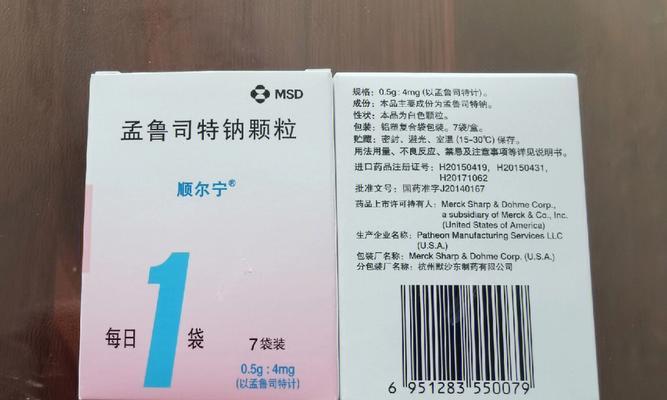 MSD
孟鲁司特钠颗粒
顺尔宁®
每日1袋
7袋装
0.5g:4mg
(以孟鲁司特计)
规格：0.5g:4mg(以孟鲁司特计)。
成份：本品主要成份为孟鲁司特钠。
性状：本品为白色颗粒。
包装：铝塑复合袋包装。7袋/盒。
贮藏：密封、避光、室温(15-30℃)保存。
用法用量、不良反应、禁忌及注意事项等详见说明书。
进口药品注册证号：H20150419，H20150431，
H20171062
批准文号：国药准字J20140167
药品上市许可持有人：Merck Sharp & Dohme Corp.,
a subsidiary of Merck & Co., Inc.
(United States of America)
生产企业名称：Patheon Manufacturing Services LLC
(U.S.A.)
包装厂名称：Merck Sharp & Dohme Corp. (U.S.A.)
分包装厂名称：杭州默沙东制药有限公司
6 951283 550079